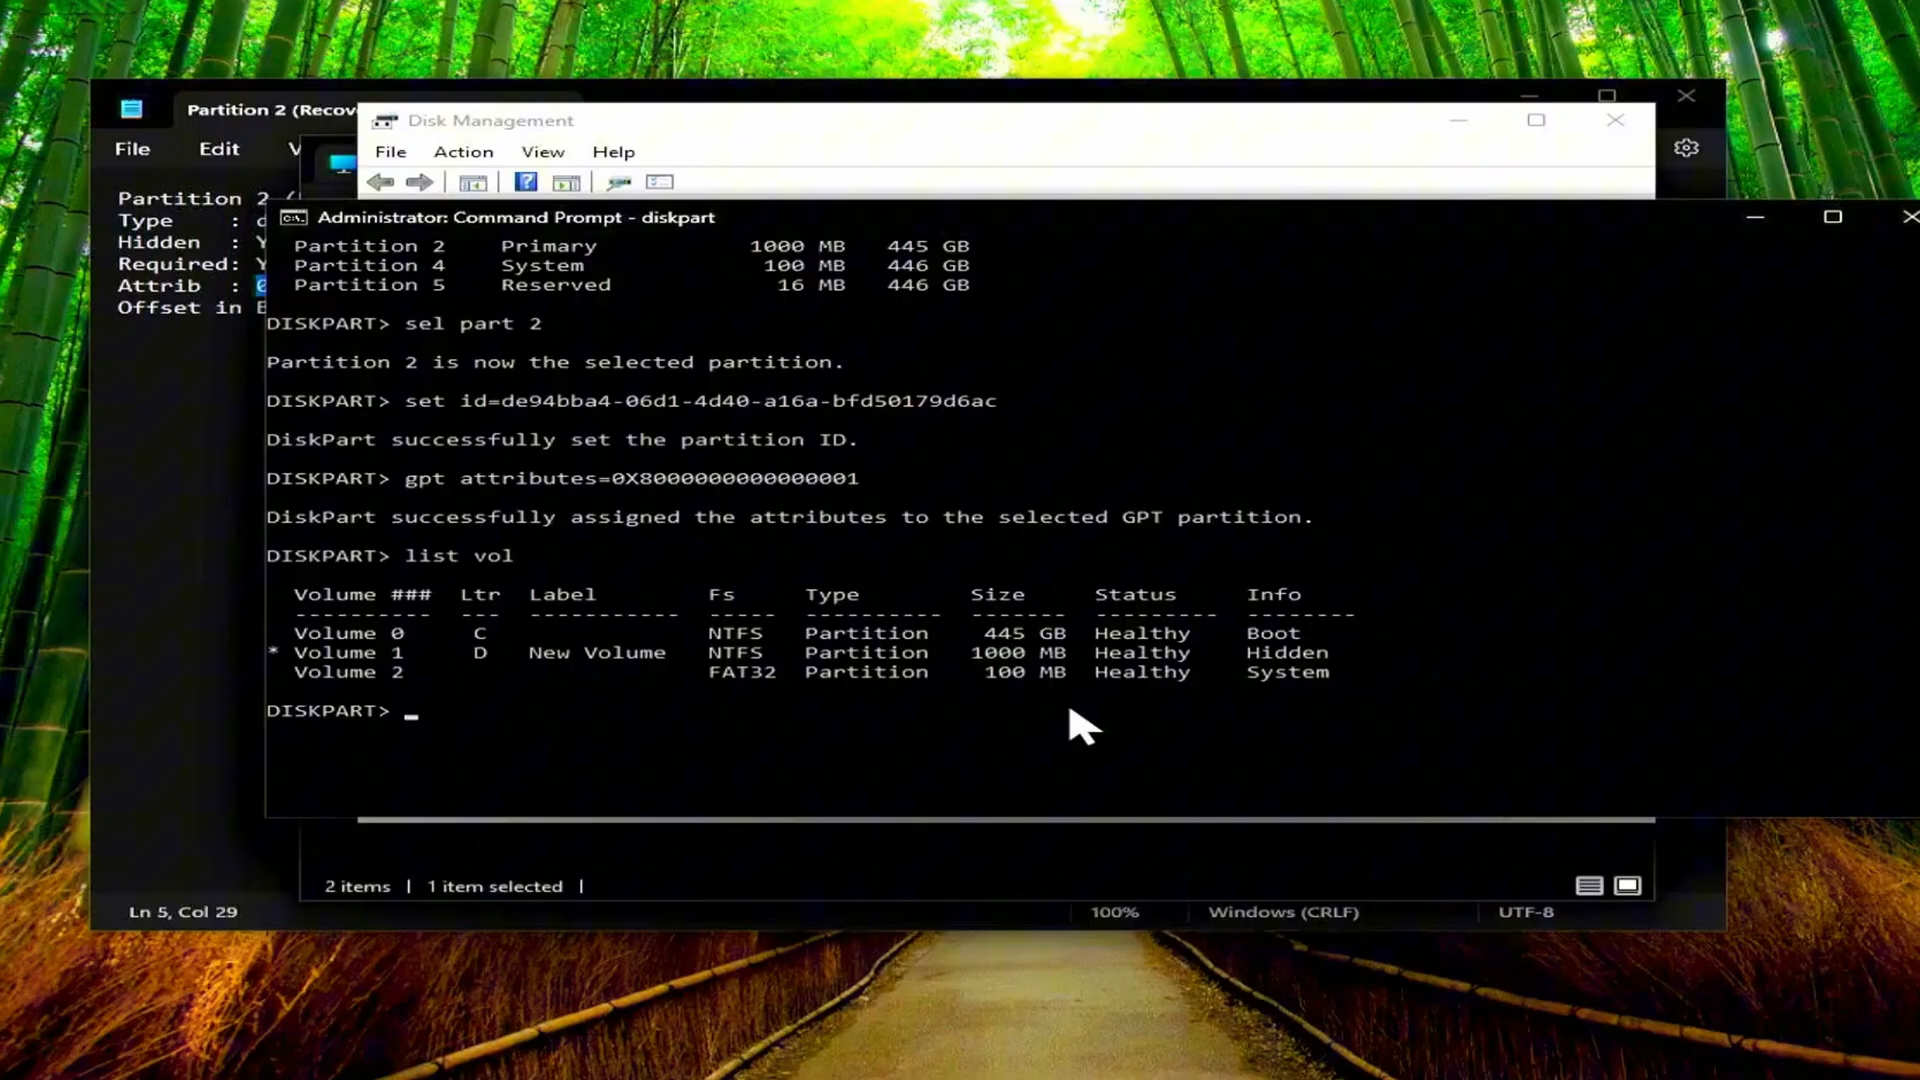 Partition 2 (Recov
File Edit V
Disk Management
File Action View Help
Partition 2 (
Type :
Hidden : Y
Required: Y
Attrib : 0
Offset in B
Administrator: Command Prompt - diskpart
Partition 2 Primary 1000 MB 445 GB
Partition 4 System 100 MB 446 GB
Partition 5 Reserved 16 MB 446 GB
DISKPART> sel part 2
Partition 2 is now the selected partition.
DISKPART> set id=de94bba4-06d1-4d40-a16a-bfd50179d6ac
DiskPart successfully set the partition ID.
DISKPART> gpt attributes=0X8000000000000001
DiskPart successfully assigned the attributes to the selected GPT partition.
DISKPART> list vol
Volume ### Ltr Label Fs Type Size Status Info
---------- --- ----------- ----- ---------- ------- --------- --------
Volume 0 C NTFS Partition 445 GB Healthy Boot
* Volume 1 D New Volume NTFS Partition 1000 MB Healthy Hidden
Volume 2 FAT32 Partition 100 MB Healthy System
DISKPART> _
2 items | 1 item selected |
Ln 5, Col 29 100% Windows (CRLF) UTF-8